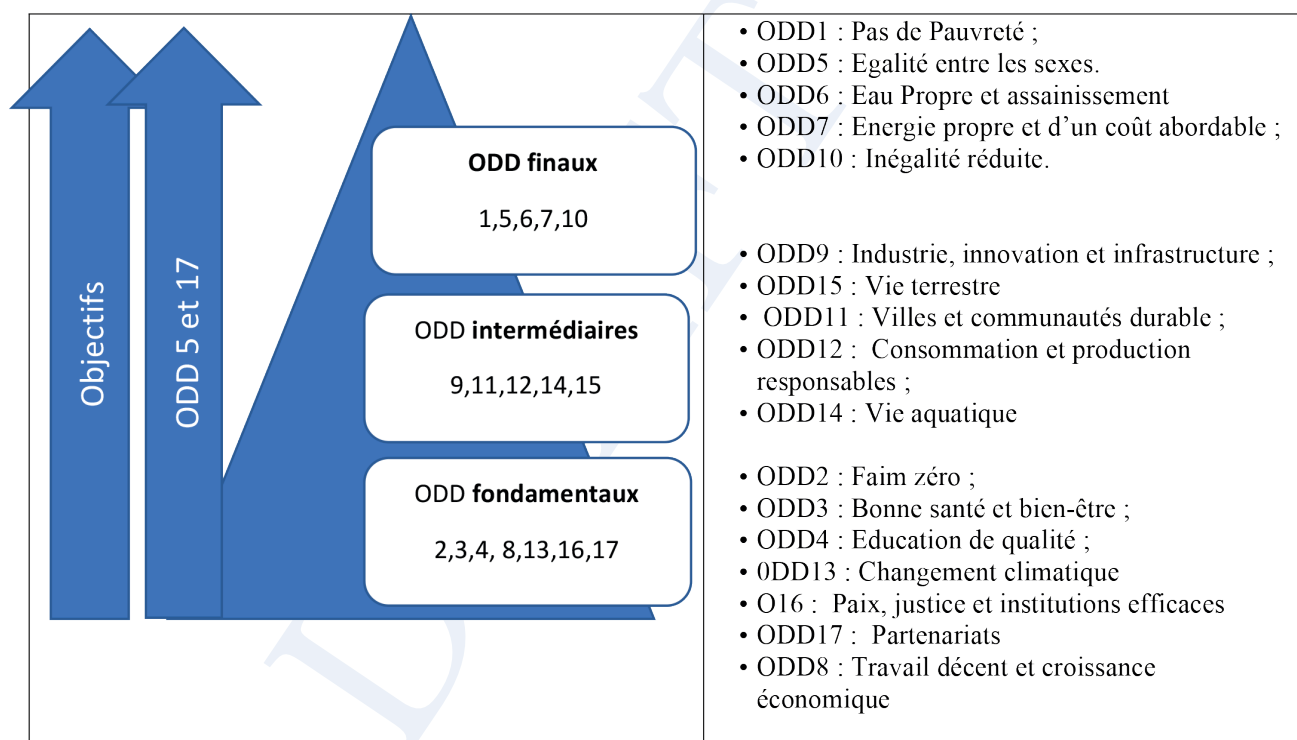 Objectifs
ODD 5 et 17
ODD finaux
1,5,6,7,10
ODD intermédiaires
9,11,12,14,15
ODD fondamentaux
2,3,4, 8,13,16,17
• ODD1 : Pas de Pauvreté ;
• ODD5 : Egalité entre les sexes.
• ODD6 : Eau Propre et assainissement
• ODD7 : Energie propre et d’un coût abordable ;
• ODD10 : Inégalité réduite.
• ODD9 : Industrie, innovation et infrastructure ;
• ODD15 : Vie terrestre
• ODD11 : Villes et communautés durable ;
• ODD12 : Consommation et production
responsables ;
• ODD14 : Vie aquatique
• ODD2 : Faim zéro ;
• ODD3 : Bonne santé et bien-être ;
• ODD4 : Education de qualité ;
• 0DD13 : Changement climatique
• O16 : Paix, justice et institutions efficaces
• ODD17 : Partenariats
• ODD8 : Travail décent et croissance
économique